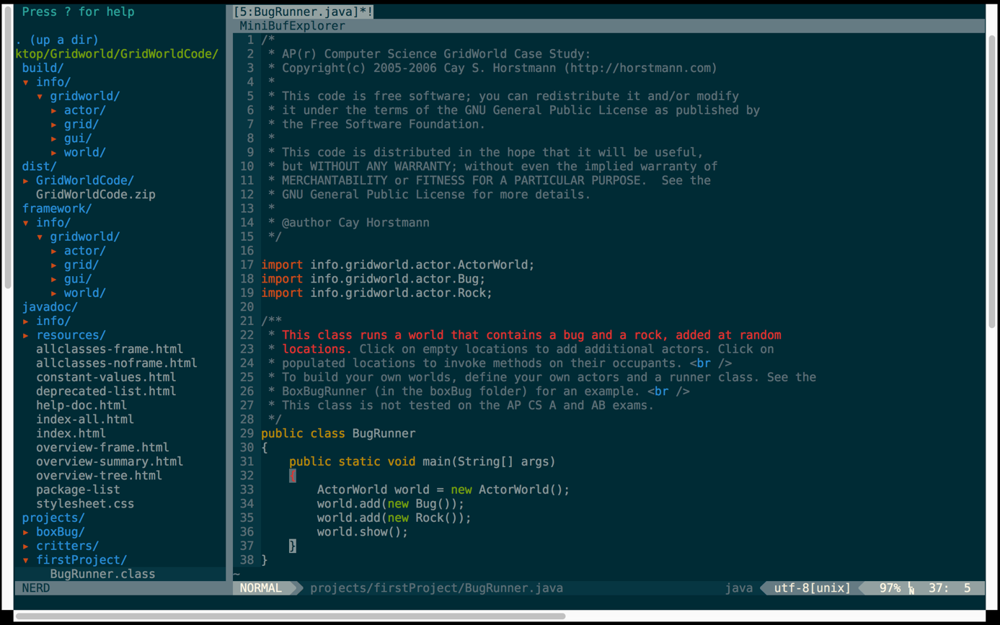 Press ? for help
. (up a dir)
ktop/Gridworld/GridWorldCode/
build/
▾ info/
▾ gridworld/
▸ actor/
▸ grid/
▸ gui/
▸ world/
dist/
▸ GridWorldCode/
GridWorldCode.zip
framework/
▾ info/
▾ gridworld/
▸ actor/
▸ grid/
▸ gui/
▸ world/
javadoc/
▸ info/
▸ resources/
allclasses-frame.html
allclasses-noframe.html
constant-values.html
deprecated-list.html
help-doc.html
index-all.html
index.html
overview-frame.html
overview-summary.html
overview-tree.html
package-list
stylesheet.css
projects/
▸ boxBug/
▸ critters/
▾ firstProject/
BugRunner.class
NERD
[5:BugRunner.java]*!
MiniBufExplorer
1 /*
2  * AP(r) Computer Science GridWorld Case Study:
3  * Copyright(c) 2005-2006 Cay S. Horstmann (http://horstmann.com)
4  *
5  * This code is free software; you can redistribute it and/or modify
6  * it under the terms of the GNU General Public License as published by
7  * the Free Software Foundation.
8  *
9  * This code is distributed in the hope that it will be useful,
10  * but WITHOUT ANY WARRANTY; without even the implied warranty of
11  * MERCHANTABILITY or FITNESS FOR A PARTICULAR PURPOSE.  See the
12  * GNU General Public License for more details.
13  *
14  * @author Cay Horstmann
15  */
16
17 import info.gridworld.actor.ActorWorld;
18 import info.gridworld.actor.Bug;
19 import info.gridworld.actor.Rock;
20
21 /**
22  * This class runs a world that contains a bug and a rock, added at random
23  * locations. Click on empty locations to add additional actors. Click on
24  * populated locations to invoke methods on their occupants. <br />
25  * To build your own worlds, define your own actors and a runner class. See the
26  * BoxBugRunner (in the boxBug folder) for an example. <br />
27  * This class is not tested on the AP CS A and AB exams.
28  */
29 public class BugRunner
30 {
31     public static void main(String[] args)
32     {
33         ActorWorld world = new ActorWorld();
34         world.add(new Bug());
35         world.add(new Rock());
36         world.show();
37     }
38 }
~
NORMAL projects/firstProject/BugRunner.java java utf-8[unix] 97% LN 37: 5